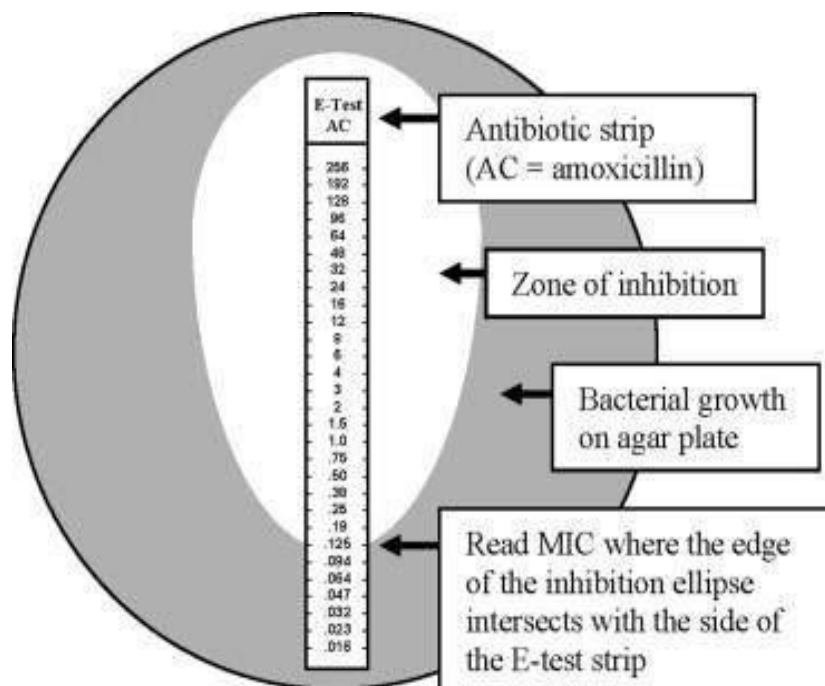 E-Test
AC
256
192
128
96
64
48
32
24
16
12
8
6
4
3
2
1.5
1.0
.75
.50
.38
.25
.19
.125
.094
.064
.047
.032
.023
.016
Antibiotic strip
(AC = amoxicillin)
Zone of inhibition
Bacterial growth
on agar plate
Read MIC where the edge
of the inhibition ellipse
intersects with the side of
the E-test strip